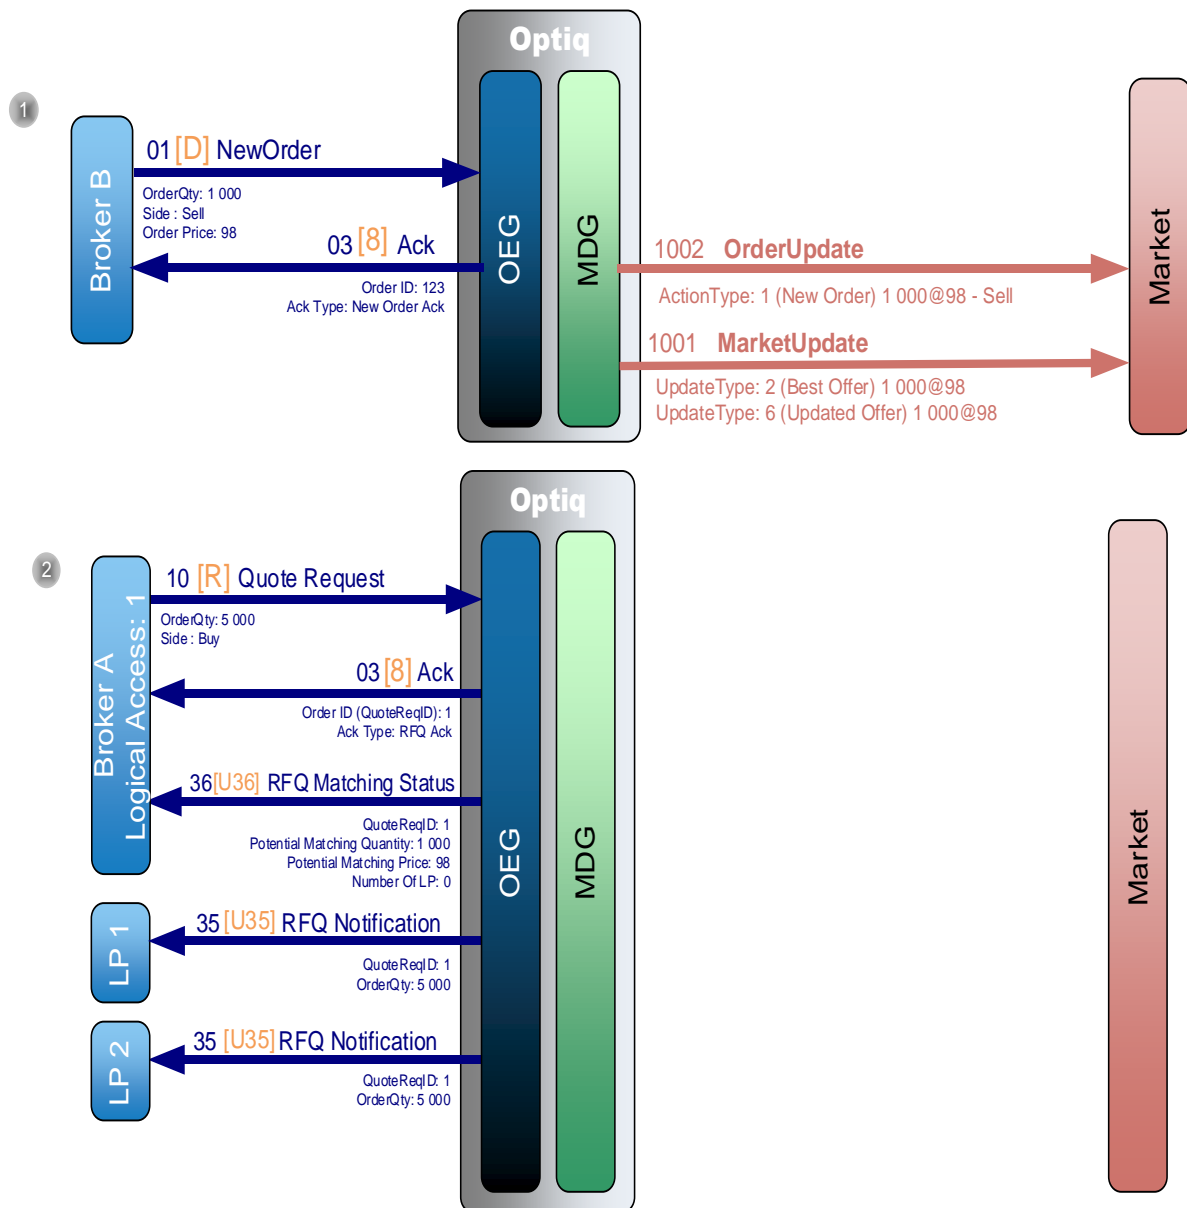 Optiq
1
Broker B
01 [D] NewOrder
OrderQty: 1 000
Side : Sell
Order Price: 98
03 [8] Ack
Order ID: 123
Ack Type: New Order Ack
OEG
MDG
1002 OrderUpdate
ActionType: 1 (New Order) 1 000@98 - Sell
1001 MarketUpdate
UpdateType: 2 (Best Offer) 1 000@98
UpdateType: 6 (Updated Offer) 1 000@98
Market
Optiq
2
Broker A
Logical Access: 1
10 [R] Quote Request
OrderQty: 5 000
Side : Buy
03 [8] Ack
Order ID (QuoteReqID): 1
Ack Type: RFQ Ack
36 [U36] RFQ Matching Status
QuoteReqID: 1
Potential Matching Quantity: 1 000
Potential Matching Price: 98
Number Of LP: 0
OEG
MDG
Market
LP 1
35 [U35] RFQ Notification
QuoteReqID: 1
OrderQty: 5 000
LP 2
35 [U35] RFQ Notification
QuoteReqID: 1
OrderQty: 5 000